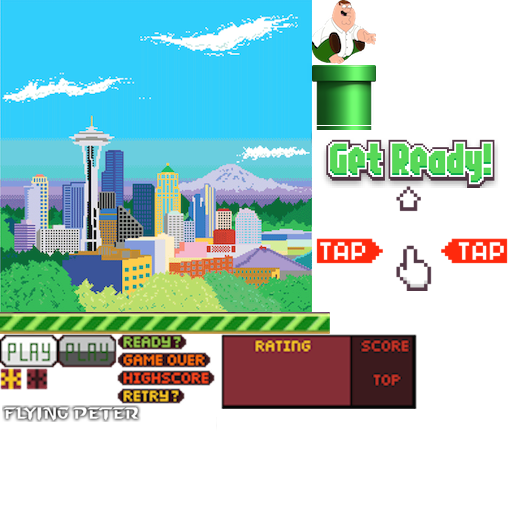 Get Ready!
TAP TAP
PLAY PLAY
READY?
GAME OVER
HIGHSCORE
RETRY?
RATING SCORE
TOP
FLYING PETER